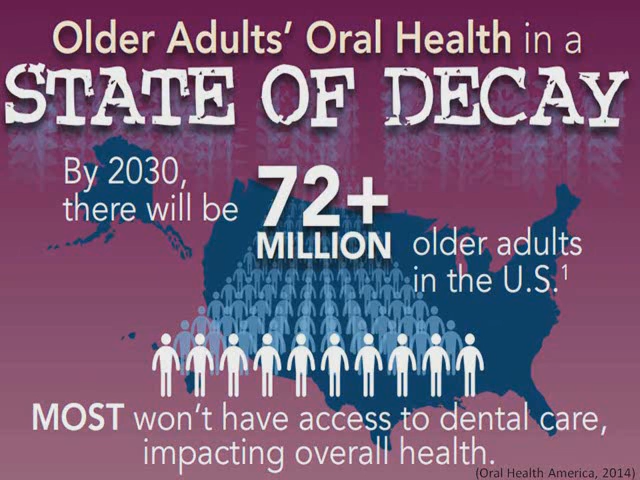 Older Adults' Oral Health in a
STATE OF DECAY
By 2030,
there will be
72+
MILLION
older adults
in the U.S.¹
MOST won't have access to dental care,
impacting overall health.
(Oral Health America, 2014)